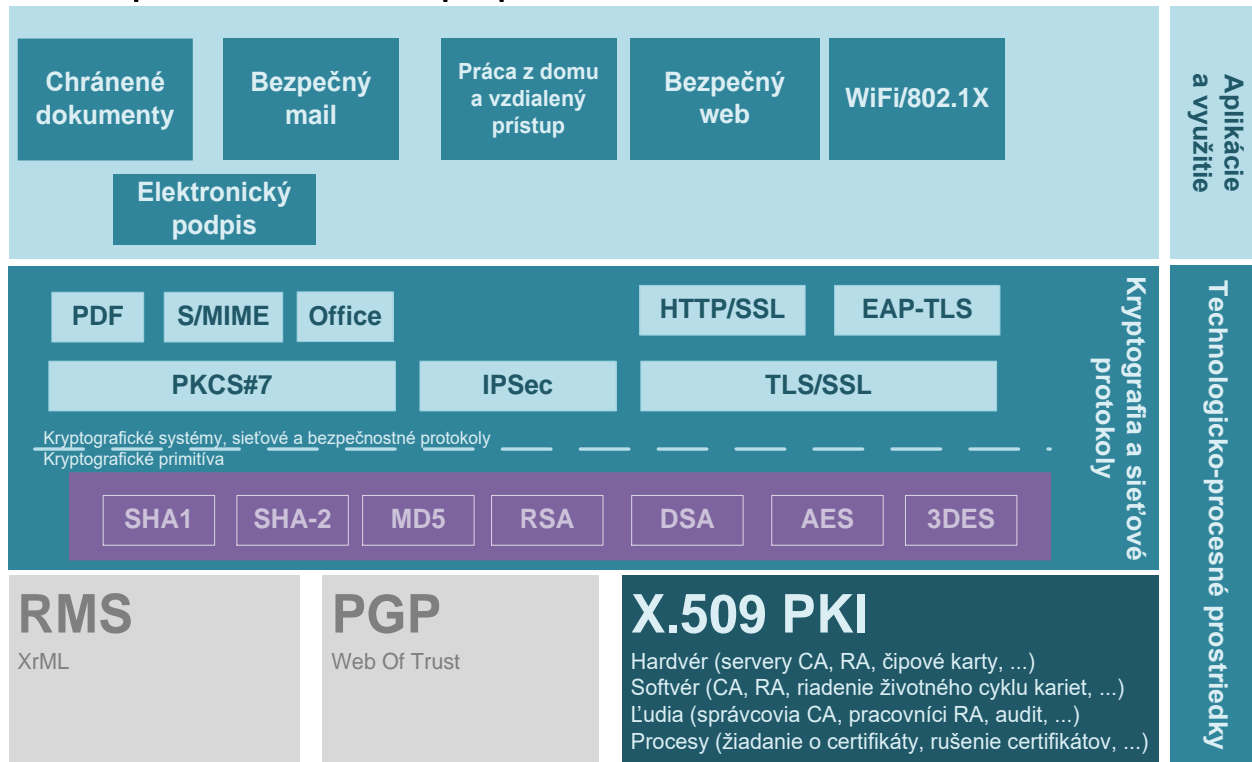 Chránené
dokumenty
Bezpečný
mail
Práca z domu
a vzdialený
prístup
Bezpečný
web
WiFi/802.1X
Elektronický
podpis
Aplikácie
a využitie
PDF
S/MIME
Office
HTTP/SSL
EAP-TLS
PKCS#7
IPSec
TLS/SSL
Kryptografické systémy, sieťové a bezpečnostné protokoly
Kryptografické primitíva
SHA1
SHA-2
MD5
RSA
DSA
AES
3DES
Kryptografia a sieťové
protokoly
Technologicko-procesné prostriedky
RMS
XrML
PGP
Web Of Trust
X.509 PKI
Hardvér (servery CA, RA, čipové karty, ...)
Softvér (CA, RA, riadenie životného cyklu kariet, ...)
Ľudia (správcovia CA, pracovníci RA, audit, ...)
Procesy (žiadanie o certifikáty, rušenie certifikátov, ...)